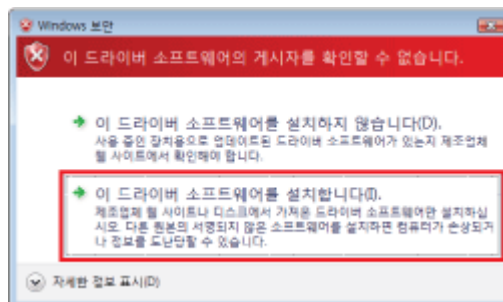 Windows 보안
이 드라이버 소프트웨어의 게시자를 확인할 수 없습니다.
이 드라이버 소프트웨어를 설치하지 않습니다(D).
사용 중인 장치용으로 업데이트된 드라이버 소프트웨어가 있는지 제조업체
웹 사이트에서 확인해야 합니다.
이 드라이버 소프트웨어를 설치합니다(I).
제조업체 웹 사이트나 디스크에서 가져온 드라이버 소프트웨어만 설치하십
시오. 다른 원본의 서명되지 않은 소프트웨어를 설치하면 컴퓨터가 손상되거
나 정보를 도난당할 수 있습니다.
자세한 정보 표시(D)